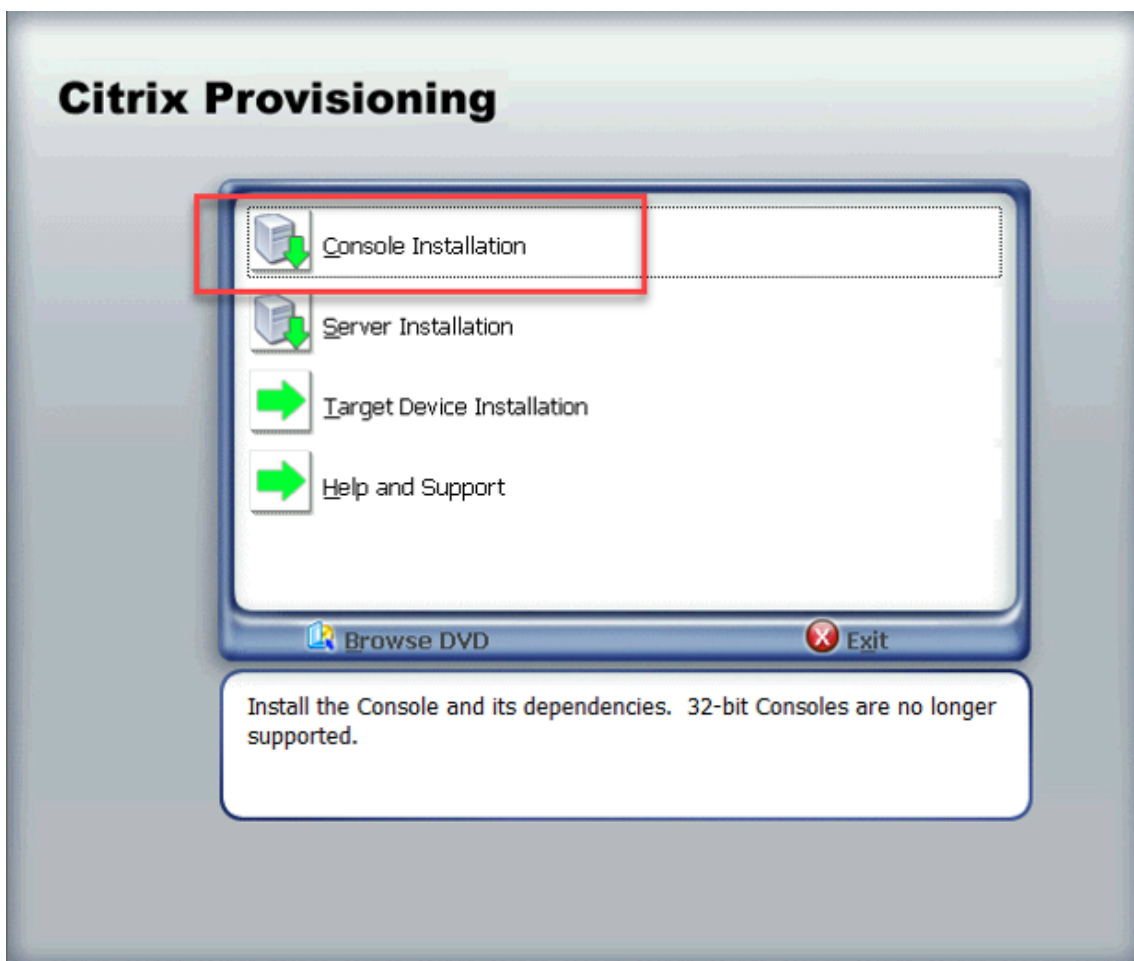 Citrix Provisioning
Console Installation
Server Installation
Target Device Installation
Help and Support
Browse DVD
Exit
Install the Console and its dependencies.  32-bit Consoles are no longer
supported.